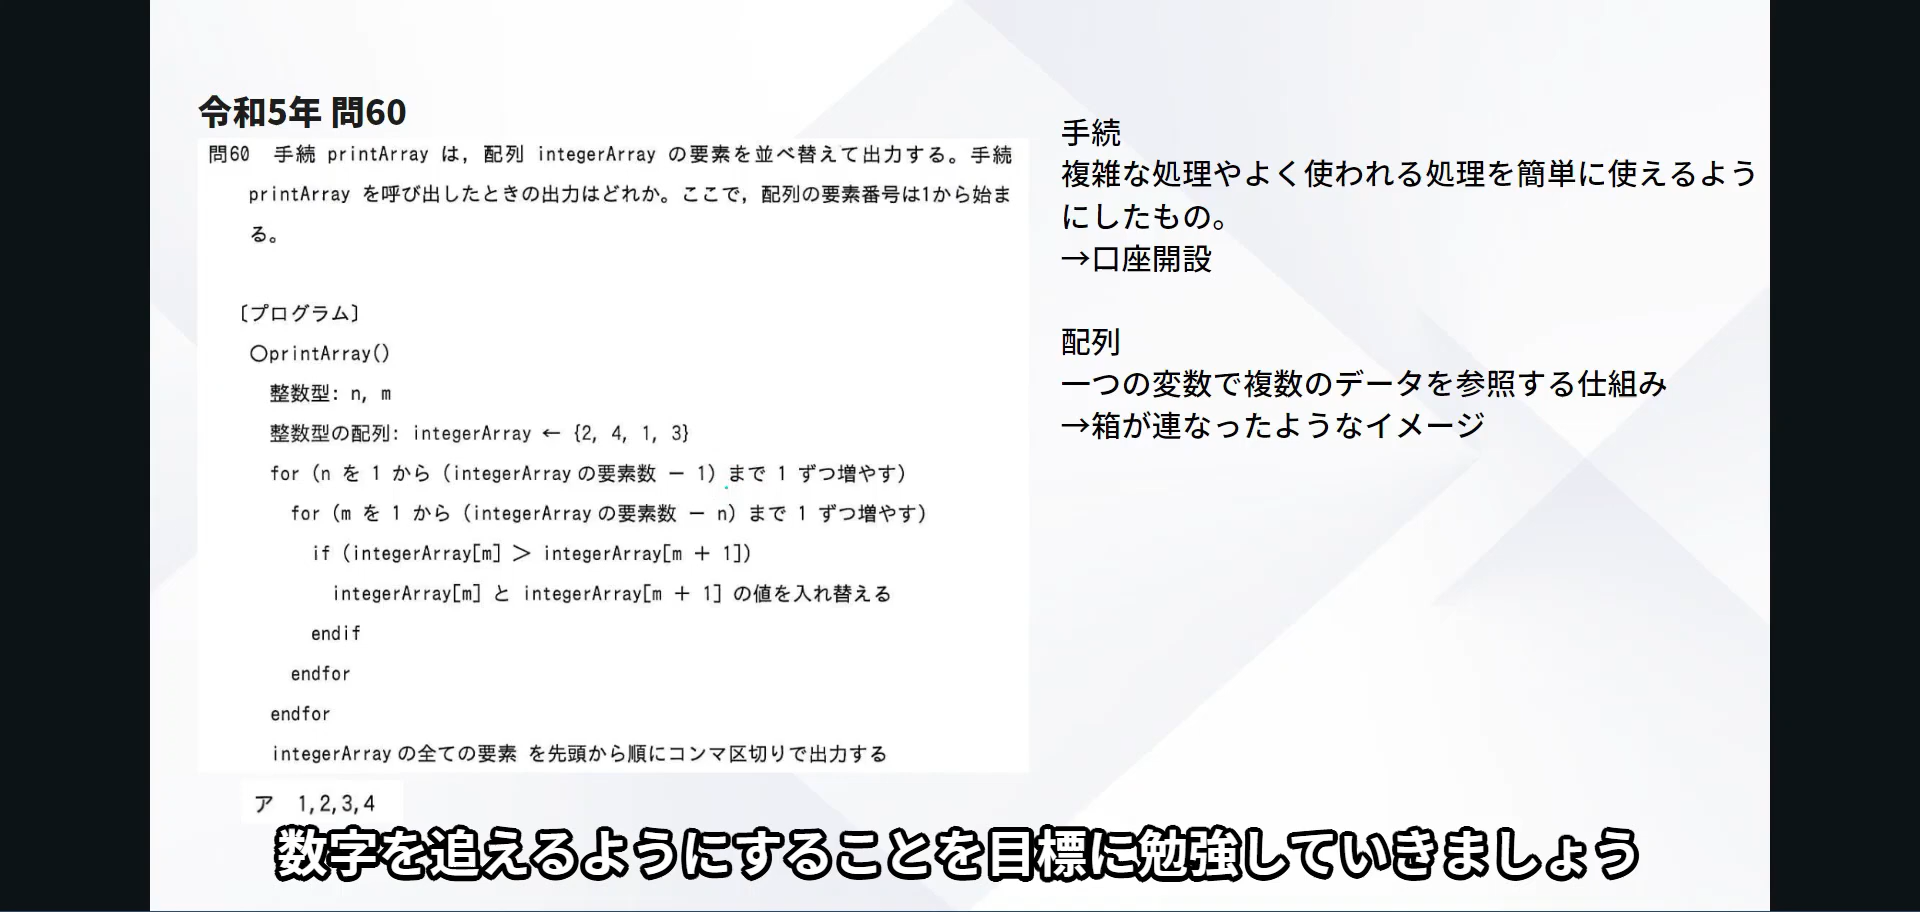 令和5年 問60
問60　手続 printArray は，配列 integerArray の要素を並べ替えて出力する。手続
printArray を呼び出したときの出力はどれか。ここで，配列の要素番号は1から始ま
る。
〔プログラム〕
○printArray()
整数型: n, m
整数型の配列: integerArray ← {2, 4, 1, 3}
for (n を 1 から (integerArray の要素数 － 1) まで 1 ずつ増やす)
for (m を 1 から (integerArray の要素数 － n) まで 1 ずつ増やす)
if (integerArray[m] ＞ integerArray[m ＋ 1])
integerArray[m] と integerArray[m ＋ 1] の値を入れ替える
endif
endfor
endfor
integerArray の全ての要素 を先頭から順にコンマ区切りで出力する
ア　1,2,3,4
手続
複雑な処理やよく使われる処理を簡単に使えるよう
にしたもの。
→口座開設
配列
一つの変数で複数のデータを参照する仕組み
→箱が連なったようなイメージ
数字を追えるようにすることを目標に勉強していきましょう